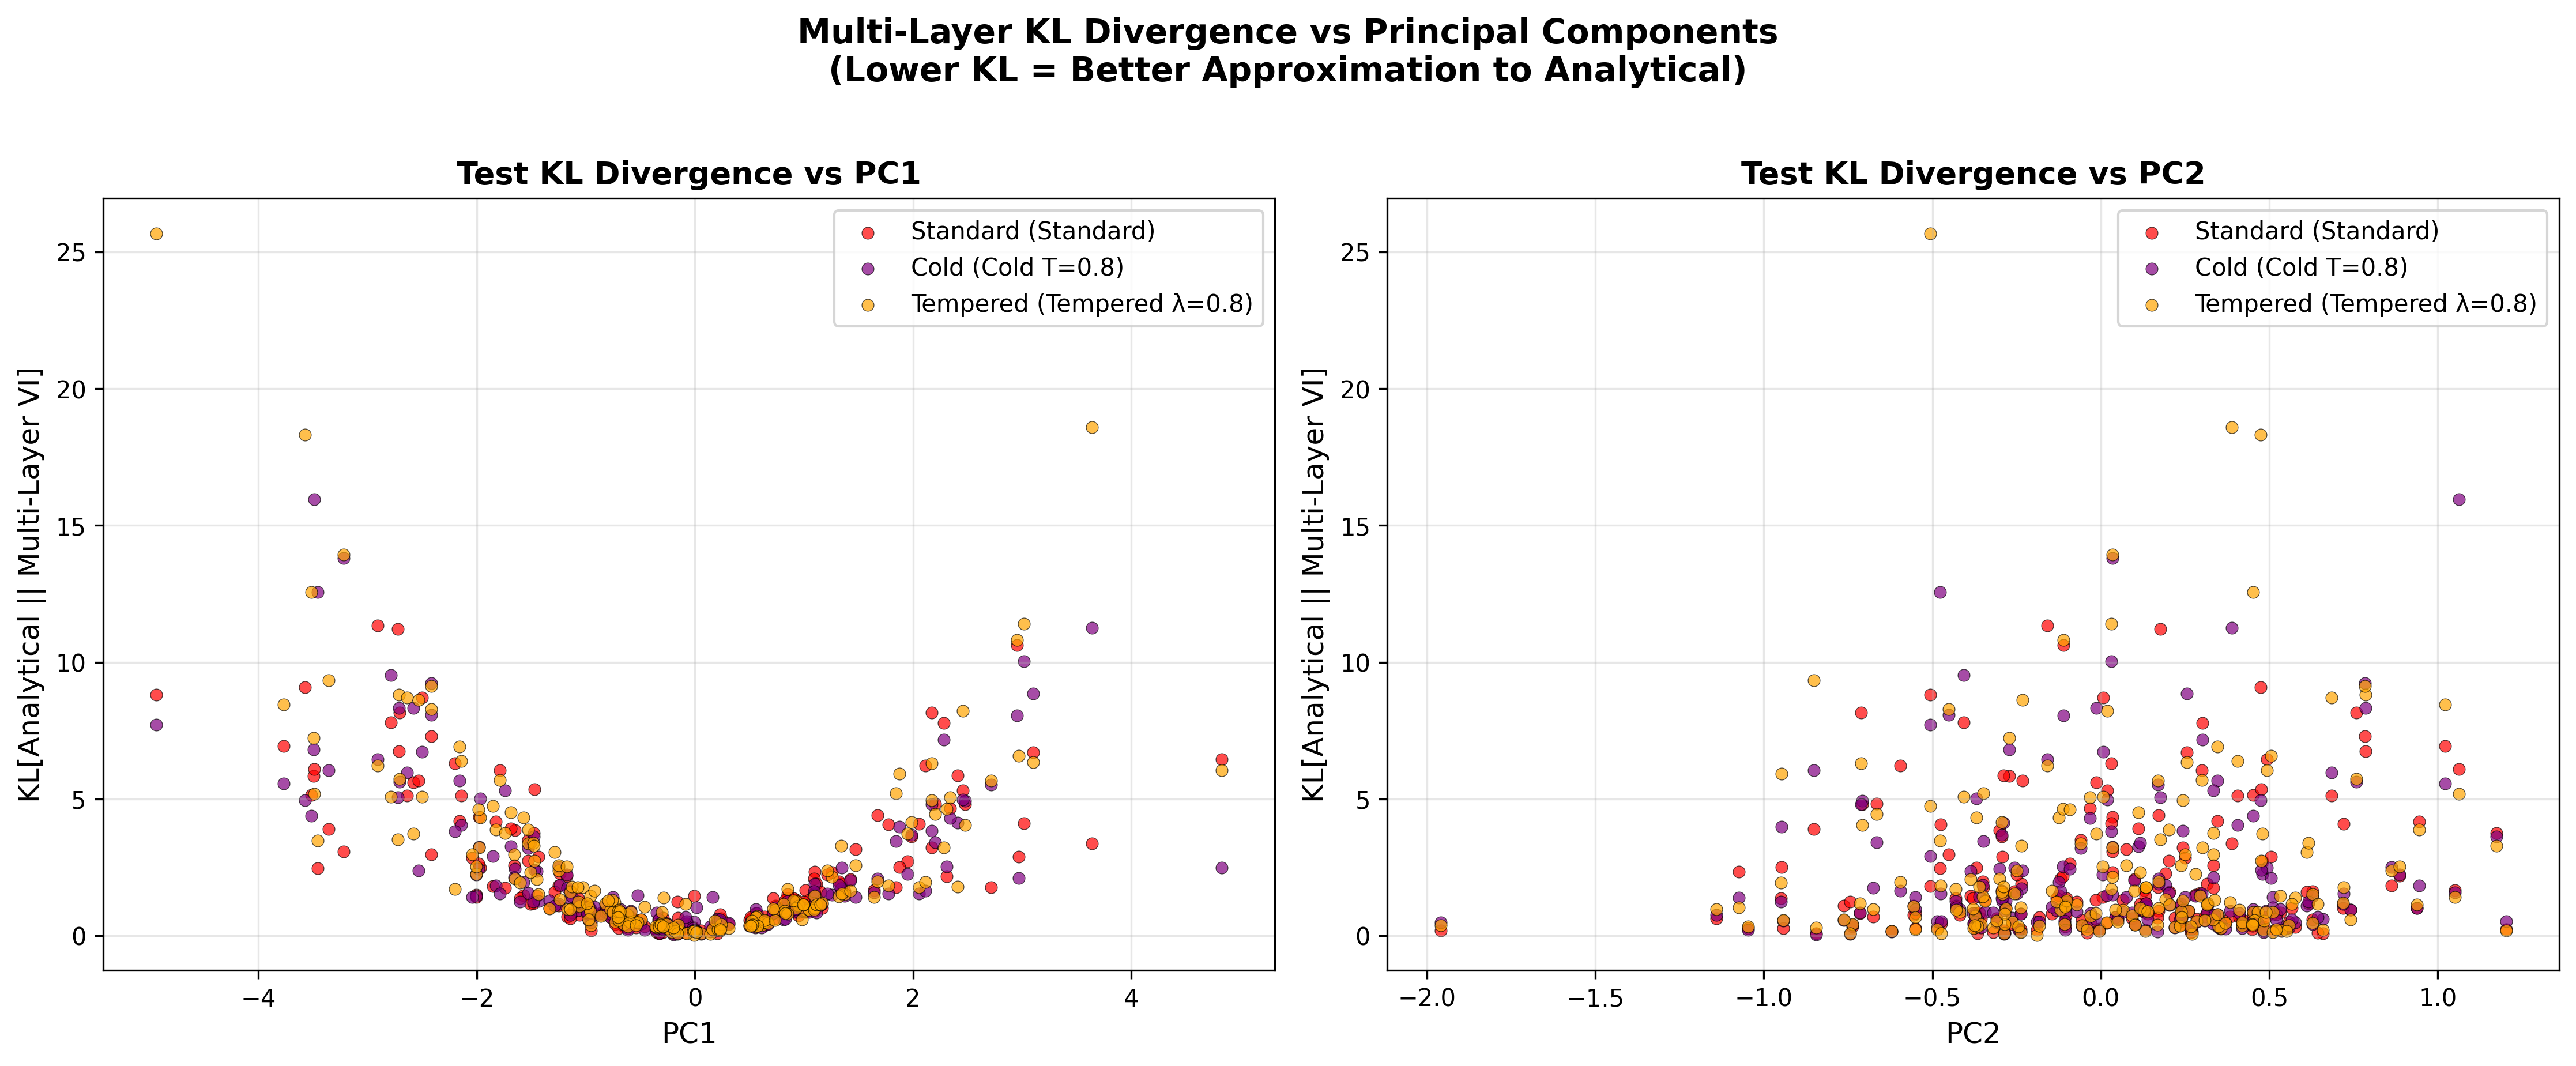 Multi-Layer KL Divergence vs Principal Components
(Lower KL = Better Approximation to Analytical)
Test KL Divergence vs PC1
Standard (Standard)
Cold (Cold T=0.8)
Tempered (Tempered λ=0.8)
KL[Analytical || Multi-Layer VI]
25
20
15
10
5
0
−4
−2
0
2
4
PC1
Test KL Divergence vs PC2
Standard (Standard)
Cold (Cold T=0.8)
Tempered (Tempered λ=0.8)
KL[Analytical || Multi-Layer VI]
25
20
15
10
5
0
−2.0
−1.5
−1.0
−0.5
0.0
0.5
1.0
PC2